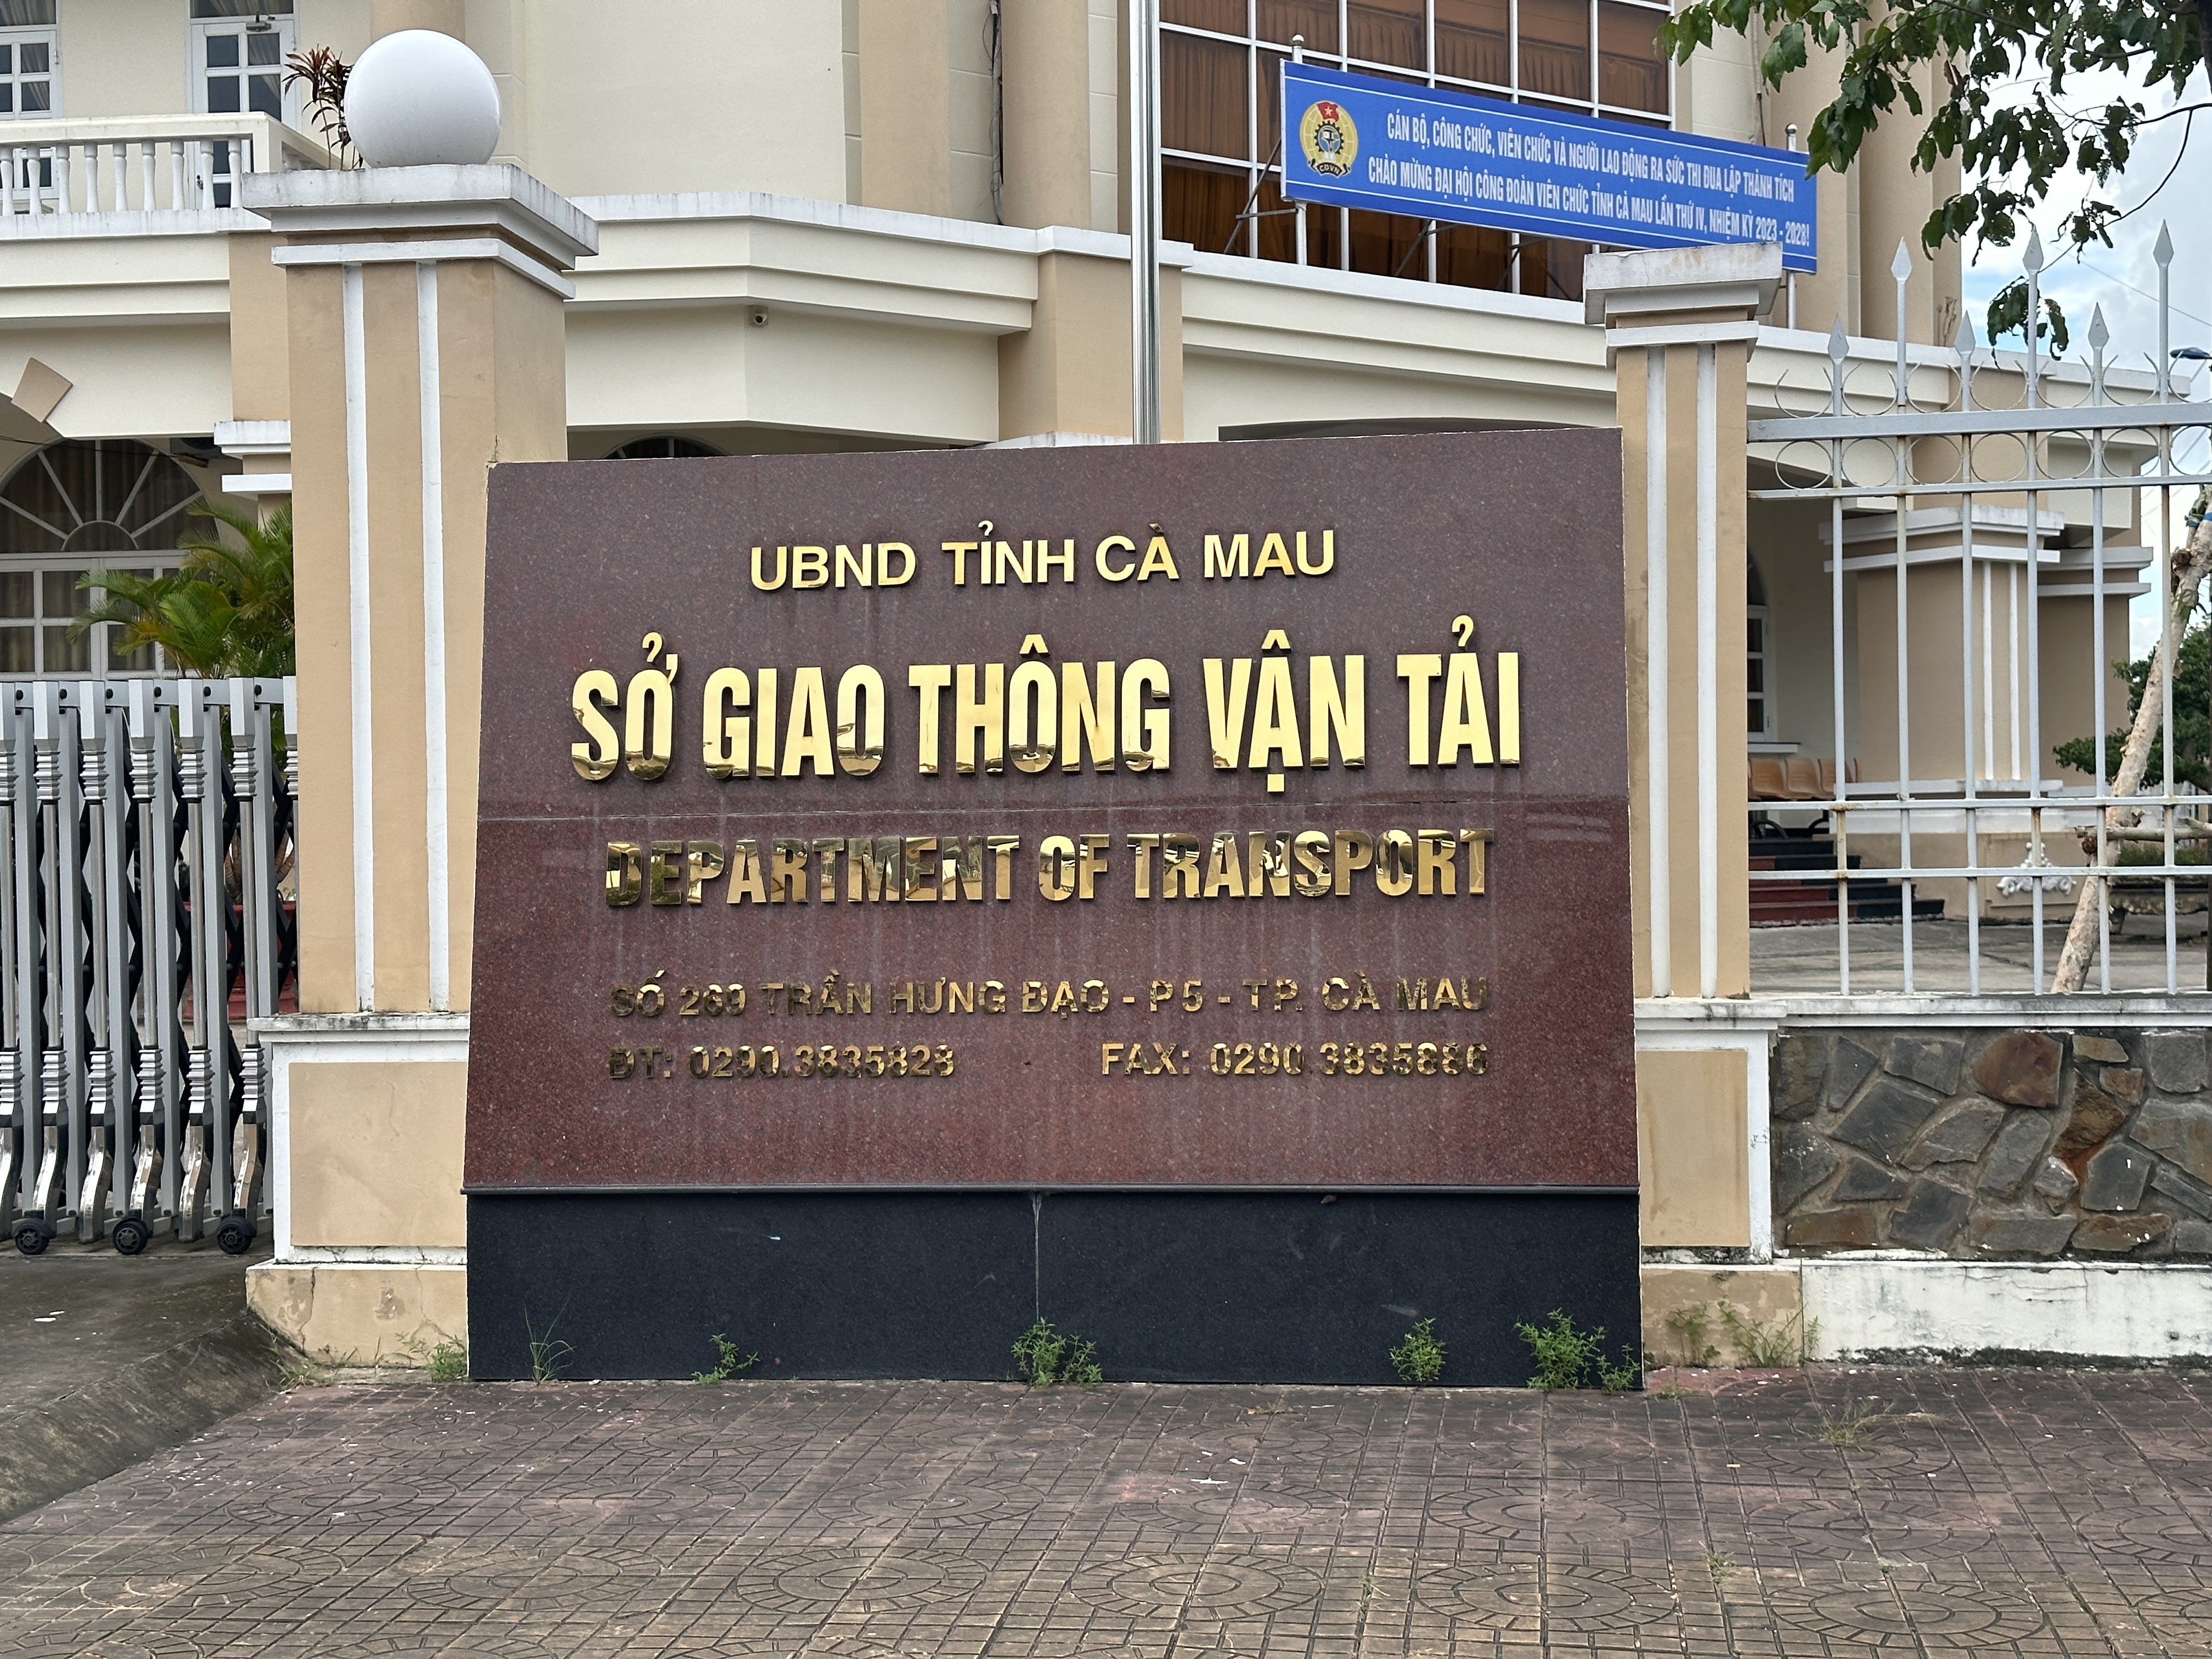 CÁN BỘ, CÔNG CHỨC, VIÊN CHỨC VÀ NGƯỜI LAO ĐỘNG RA SỨC THI ĐUA LẬP THÀNH TÍCH
CHÀO MỪNG ĐẠI HỘI CÔNG ĐOÀN VIÊN CHỨC TỈNH CÀ MAU LẦN THỨ IV, NHIỆM KỲ 2023 - 2028!
CĐVN
UBND TỈNH CÀ MAU
SỞ GIAO THÔNG VẬN TẢI
DEPARTMENT OF TRANSPORT
SỐ 269 TRẦN HƯNG ĐẠO - P5 - TP. CÀ MAU
ĐT: 0290.3835828 FAX: 0290.3835886